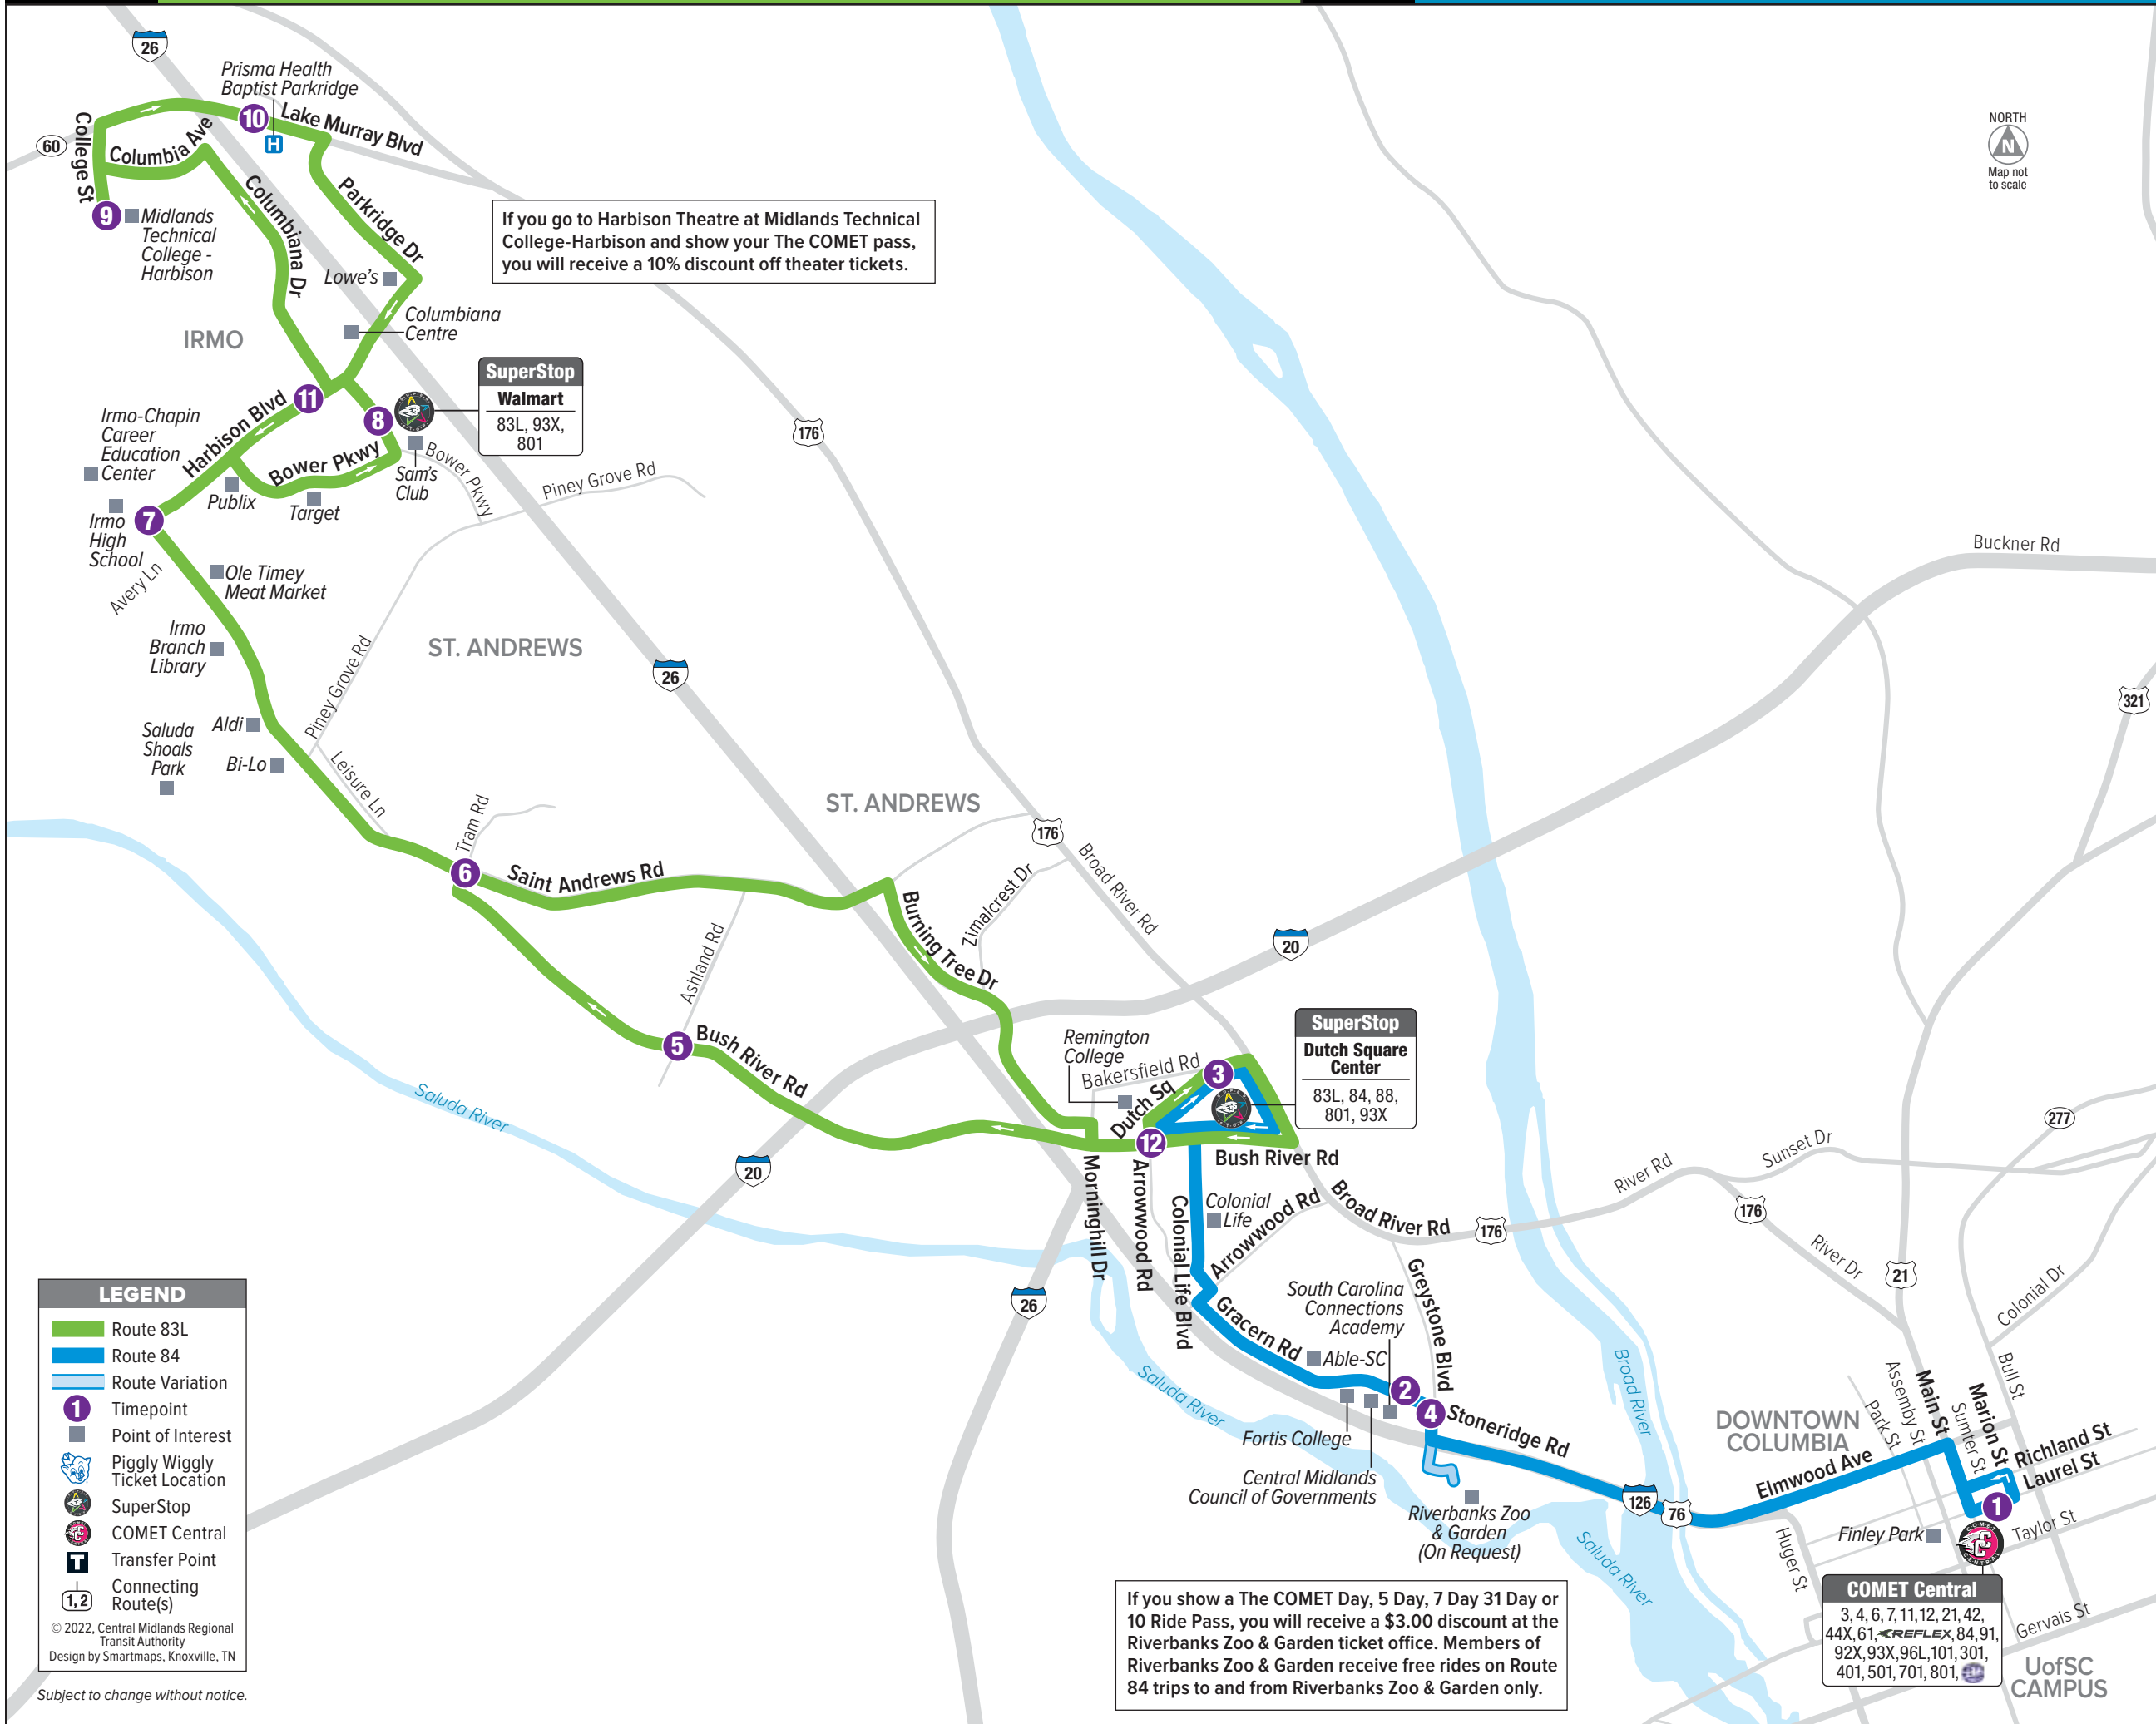 26
Prisma Health
Baptist Parkridge
10
Lake Murray Blvd
H
60
College St
Columbia Ave
9
Midlands
Technical
College -
Harbison
Columbiana Dr
Parkridge Dr
Lowe's
Columbiana
Centre
If you go to Harbison Theatre at Midlands Technical
College-Harbison and show your The COMET pass,
you will receive a 10% discount off theater tickets.
NORTH
N
Map not
to scale
IRMO
SuperStop
Walmart
83L, 93X,
801
11
8
Harbison Blvd
Irmo-Chapin
Career
Education
Center
Bower Pkwy
Sam's
Club
Bower Pkwy
Publix
Target
Piney Grove Rd
176
7
Irmo
High
School
Avery Ln
Ole Timey
Meat Market
Irmo
Branch
Library
Piney Grove Rd
ST. ANDREWS
26
Buckner Rd
321
Aldi
Saluda
Shoals
Park
Bi-Lo
Leisure Ln
Tram Rd
ST. ANDREWS
176
6
Saint Andrews Rd
Burning Tree Dr
Zimalcrest Dr
Broad River Rd
20
Ashland Rd
5
Bush River Rd
Saluda River
20
Remington
College
Bakersfield Rd
3
Dutch Sq
12
SuperStop
Dutch Square
Center
83L, 84, 88,
801, 93X
Bush River Rd
Morninghill Dr
Arrowwood Rd
Colonial Life Blvd
Colonial
Life
Arrowwood Rd
Broad River Rd
176
River Rd
Sunset Dr
277
176
River Dr
21
Colonial Dr
26
Gracern Rd
South Carolina
Connections
Academy
Able-SC
Greystone Blvd
2
4
Stoneridge Rd
Fortis College
Central Midlands
Council of Governments
Saluda River
Riverbanks Zoo
& Garden
(On Request)
Broad River
Saluda River
126
76
DOWNTOWN
COLUMBIA
Elmwood Ave
Park St
Assemby St
Main St
Sumter St
Marion St
Bull St
Richland St
Laurel St
1
Taylor St
Finley Park
Huger St
Gervais St
COMET CENTRAL
COMET Central
3, 4, 6, 7, 11, 12, 21, 42,
44X, 61, REFLEX, 84, 91,
92X, 93X, 96L, 101, 301,
401, 501, 701, 801,
UofSC
CAMPUS
If you show a The COMET Day, 5 Day, 7 Day 31 Day or
10 Ride Pass, you will receive a $3.00 discount at the
Riverbanks Zoo & Garden ticket office. Members of
Riverbanks Zoo & Garden receive free rides on Route
84 trips to and from Riverbanks Zoo & Garden only.
LEGEND
Route 83L
Route 84
Route Variation
1 Timepoint
Point of Interest
Piggly Wiggly
Ticket Location
SuperStop
COMET Central
T Transfer Point
1, 2 Connecting
Route(s)
© 2022, Central Midlands Regional
Transit Authority
Design by Smartmaps, Knoxville, TN
Subject to change without notice.